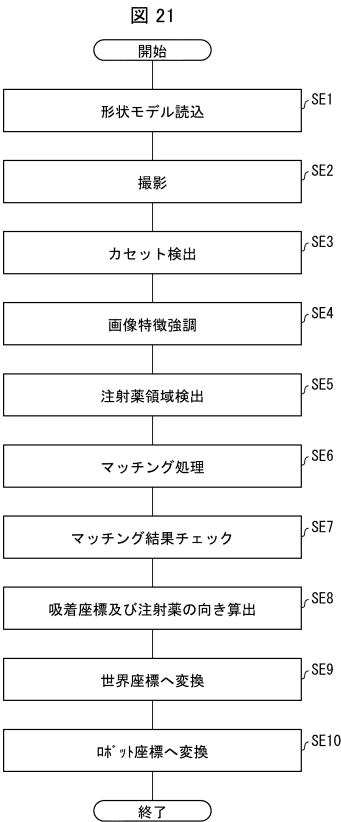 図 21
開始
形状モデル読込
SE1
撮影
SE2
カセット検出
SE3
画像特徴強調
SE4
注射薬領域検出
SE5
マッチング処理
SE6
マッチング結果チェック
SE7
吸着座標及び注射薬の向き算出
SE8
世界座標へ変換
SE9
ﾛﾎﾞｯﾄ座標へ変換
SE10
終了